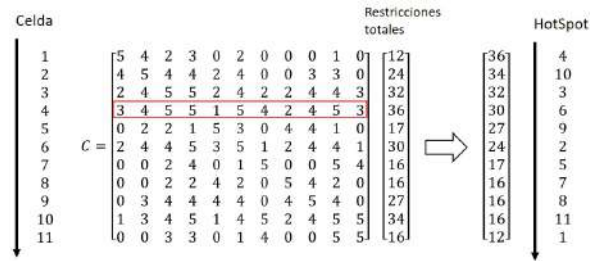 Celda
Restricciones totales
HotSpot
1 5 4 2 3 0 2 0 0 0 1 0 12 36 4
2 4 5 4 4 2 4 0 0 3 3 0 24 34 10
3 2 4 5 5 2 4 2 2 4 4 3 32 32 3
4 3 4 5 5 1 5 4 2 4 5 3 36 30 6
5 0 2 2 1 5 3 0 4 4 1 0 17 27 9
6 C = 2 4 4 5 3 5 1 2 4 4 1 30 24 2
7 0 0 2 4 0 1 5 0 0 5 4 16 17 5
8 0 0 2 2 4 2 0 5 4 2 0 16 16 7
9 0 3 4 4 4 4 0 4 5 4 0 27 16 8
10 1 3 4 5 1 4 5 2 4 5 5 34 16 11
11 0 0 3 3 0 1 4 0 0 5 5 16 12 1